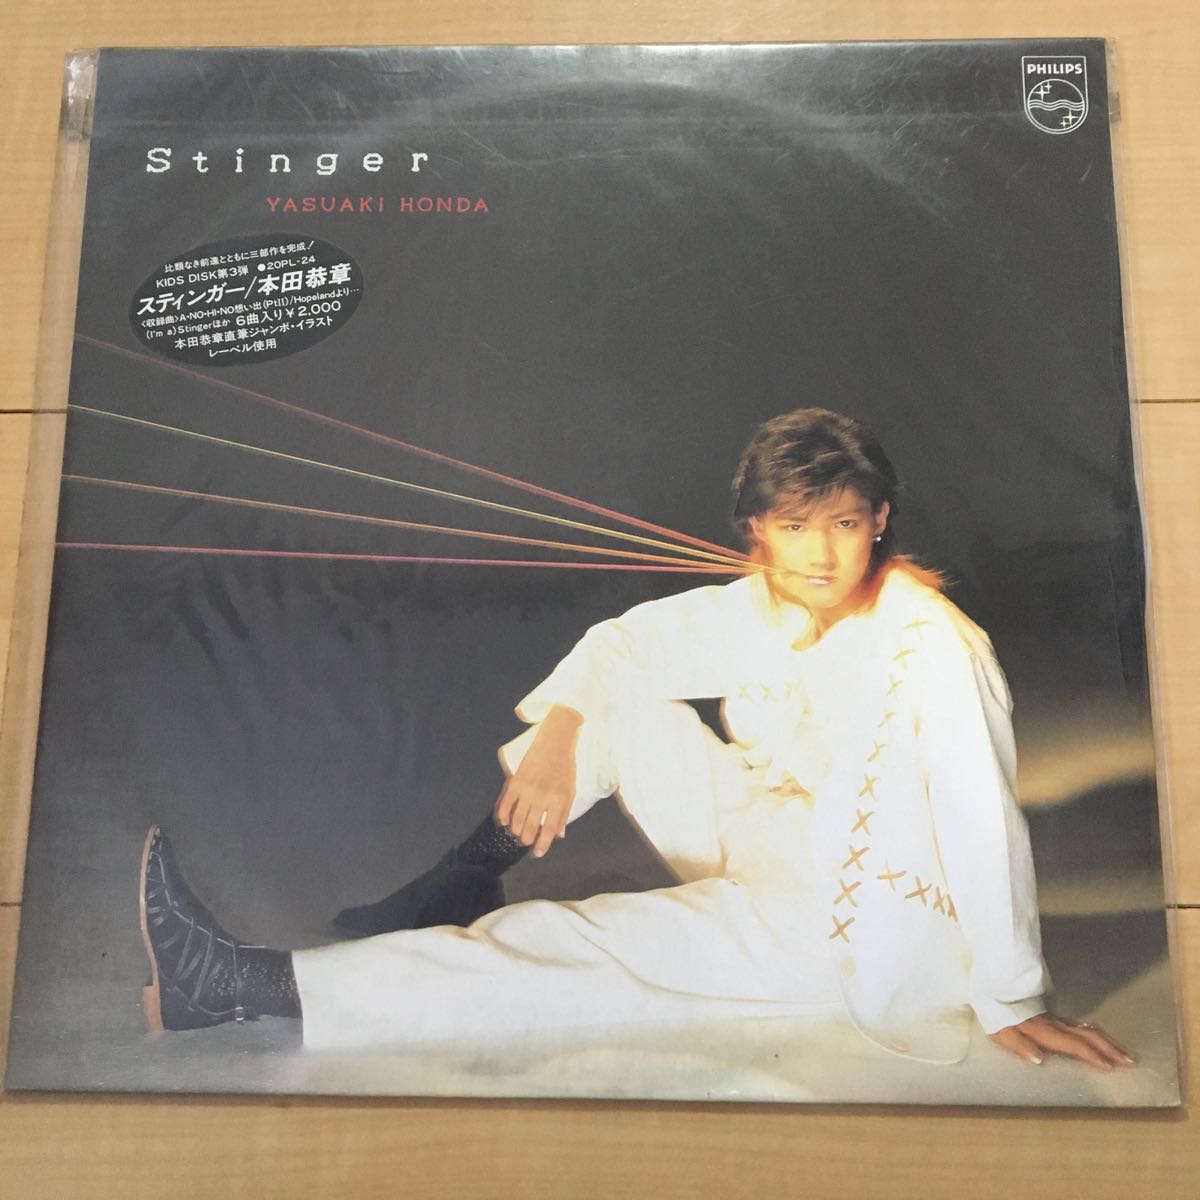 PHILIPS
Stinger
YASUAKI HONDA
比類なき前進とともに三部作を完成!
KIDS DISK第3弾 ●20PL-24
スティンガー/本田恭章
〈収録曲〉A・NO・HI・NO想い出(PtII)/Hopelandより…
(I'm a)Stingerほか 6曲入り¥2,000
本田恭章直筆ジャンボ・イラスト
レーベル使用